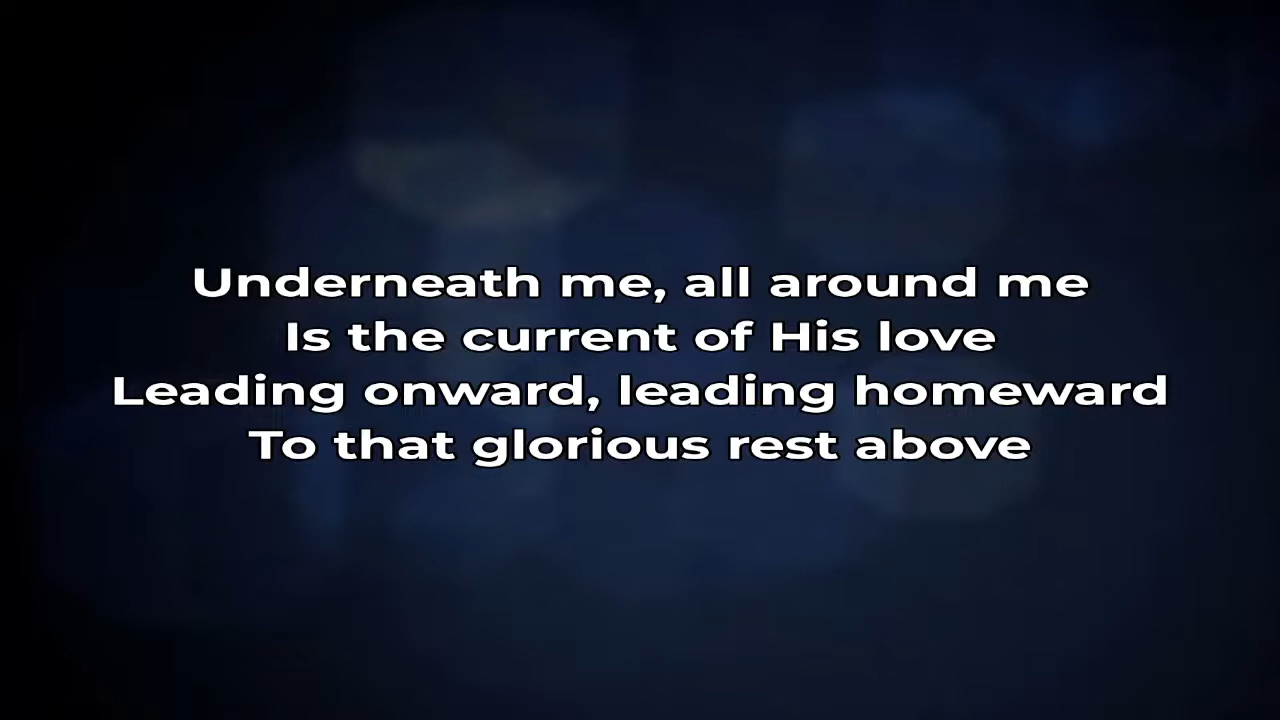 Underneath me, all around me
Is the current of His love
Leading onward, leading homeward
To that glorious rest above